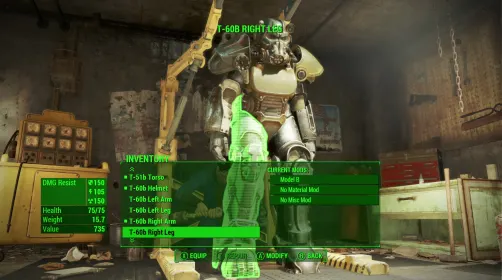 T-60B RIGHT LEG
INVENTORY
T-51b Torso
T-60b Helmet
T-60b Left Arm
T-60b Left Leg
T-60b Right Arm
T-60b Right Leg
DMG Resist 150
105
150
Health 75/75
Weight 15.7
Value 735
CURRENT MODS
Model B
No Material Mod
No Misc Mod
EQUIP
A) MODIFY
BACK